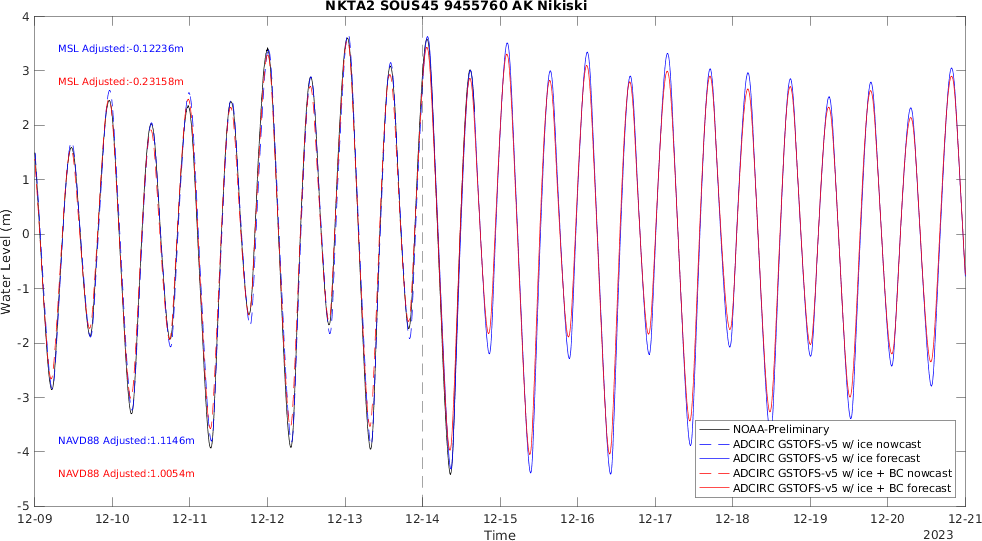 NKTA2 SOUS45 9455760 AK Nikiski
4
3
2
1
0
-1
-2
-3
-4
-5
Water Level (m)
MSL Adjusted:-0.12236m
MSL Adjusted:-0.23158m
NAVD88 Adjusted:1.1146m
NAVD88 Adjusted:1.0054m
NOAA-Preliminary
ADCIRC GSTOFS-v5 w/ ice nowcast
ADCIRC GSTOFS-v5 w/ ice forecast
ADCIRC GSTOFS-v5 w/ ice + BC nowcast
ADCIRC GSTOFS-v5 w/ ice + BC forecast
12-09 12-10 12-11 12-12 12-13 12-14 12-15 12-16 12-17 12-18 12-19 12-20 12-21
Time
2023